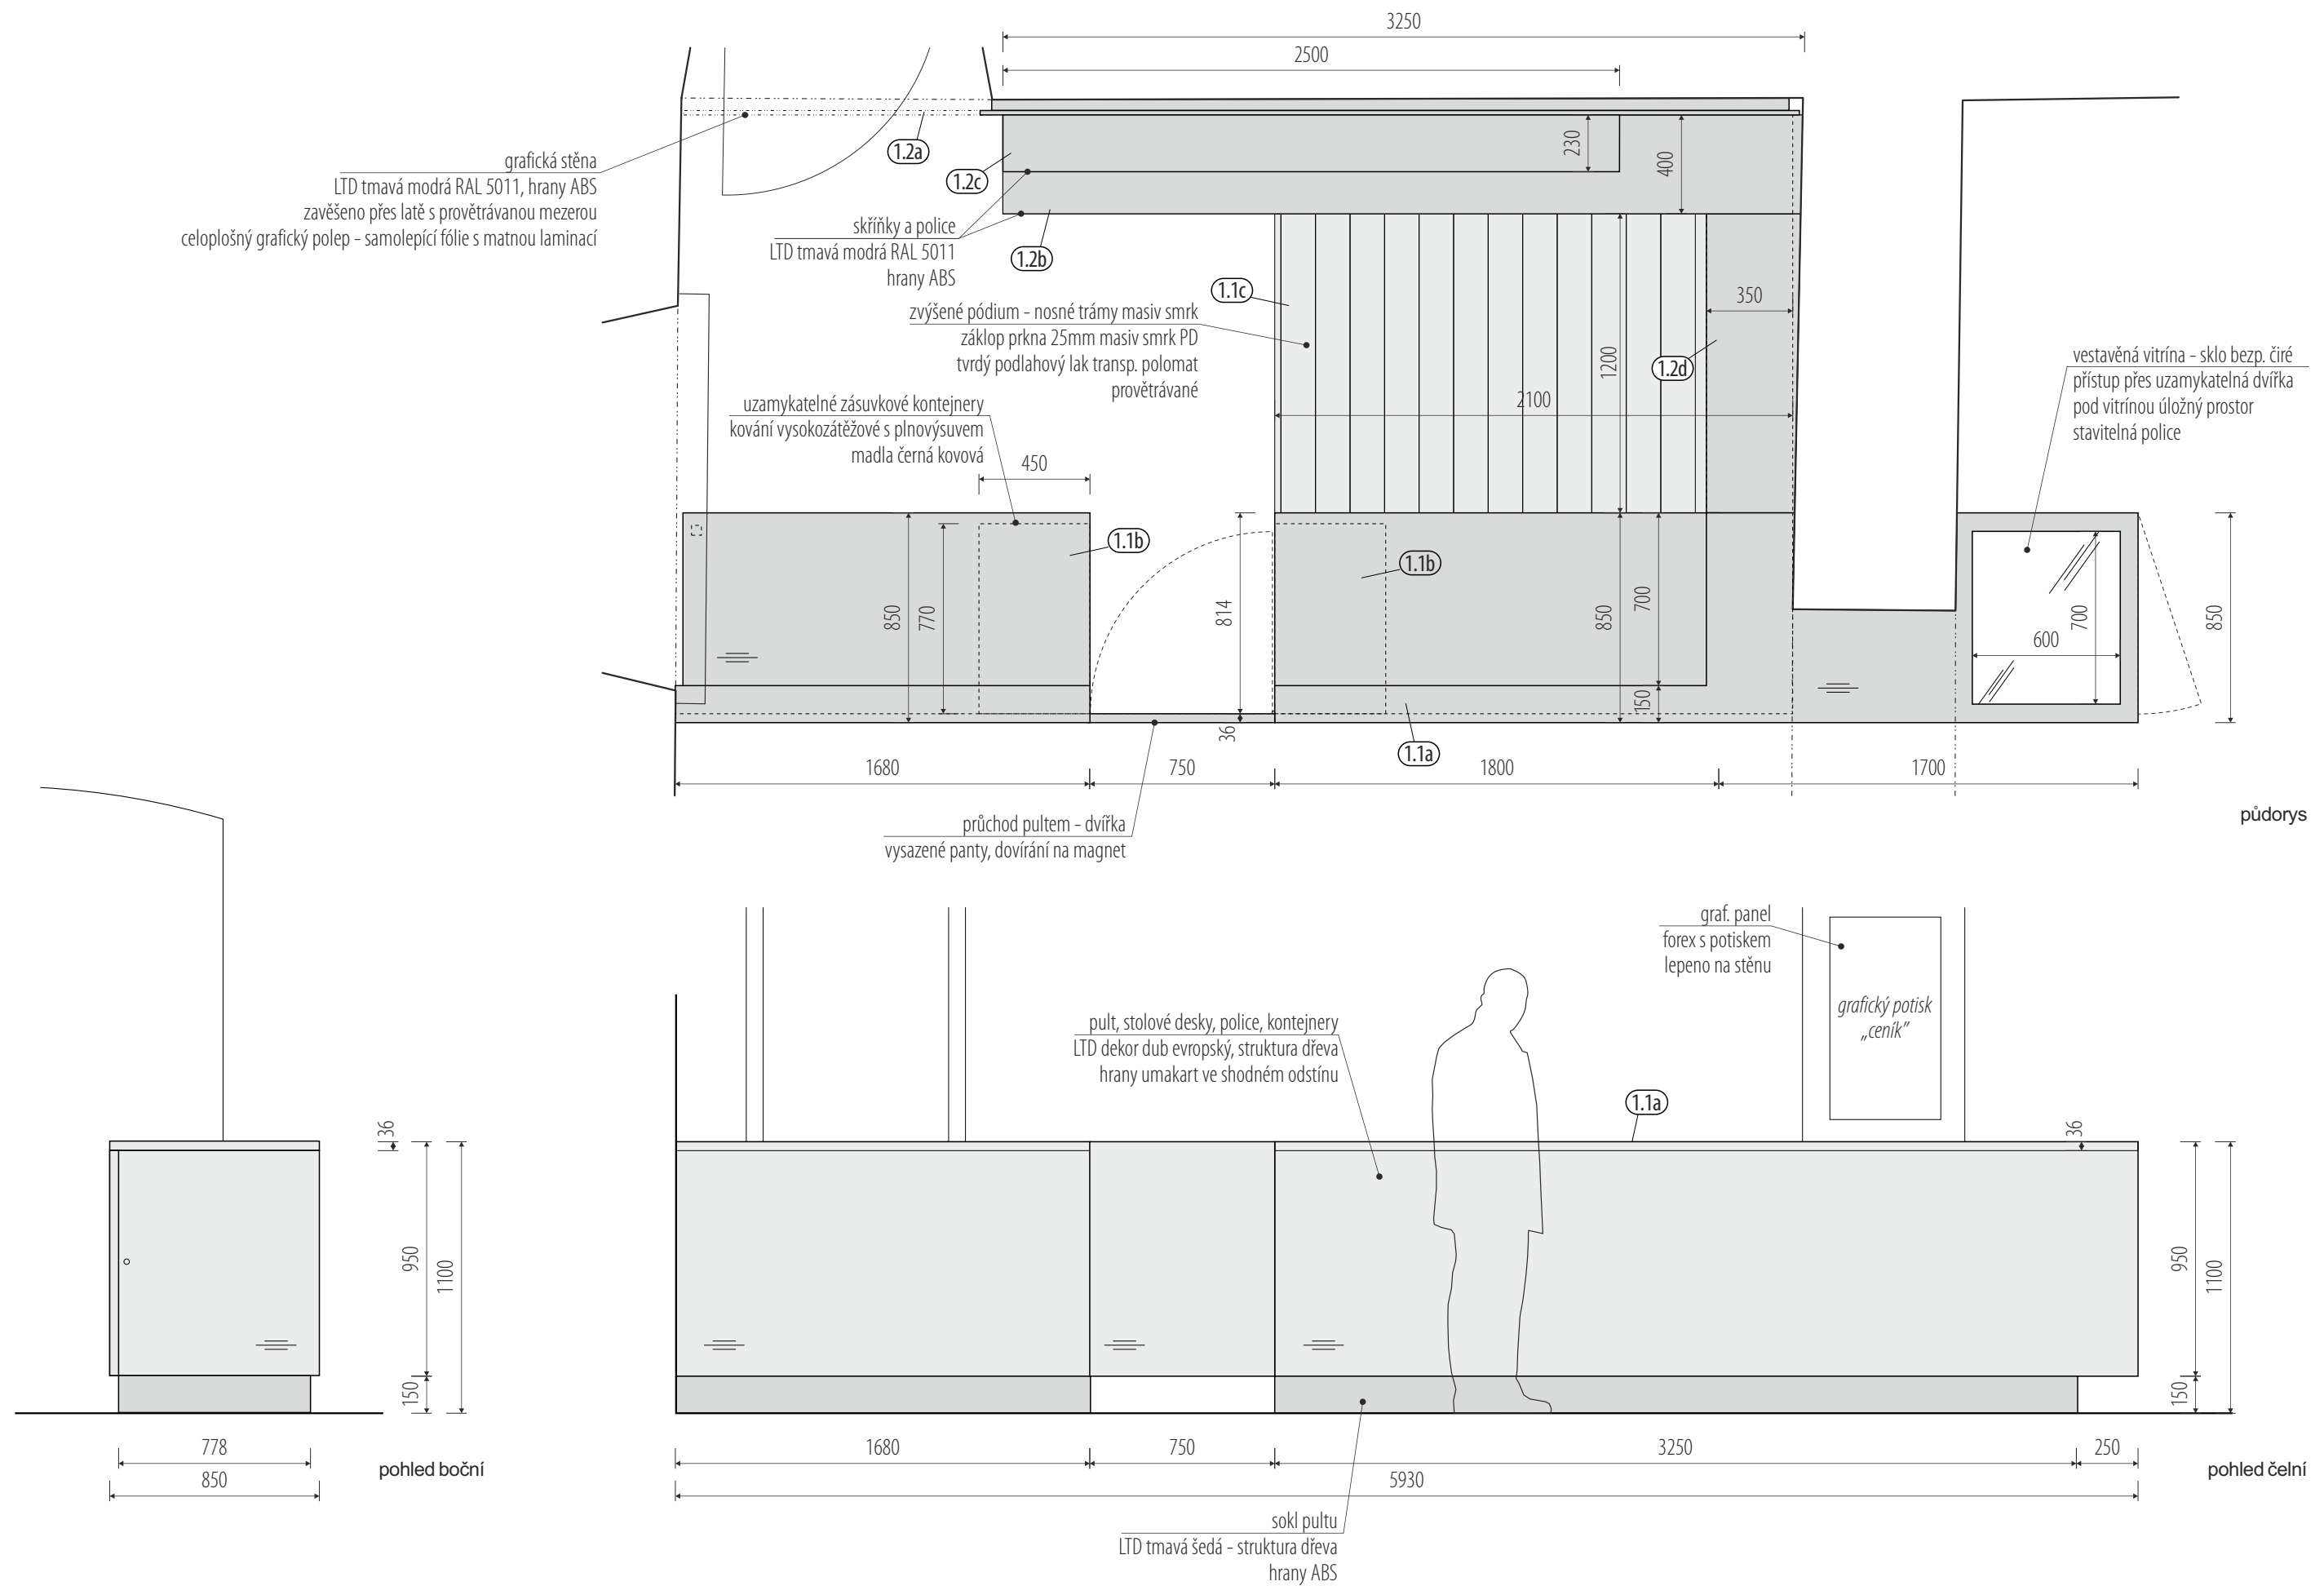 3250
2500
1.2a
230
400
grafická stěna
LTD tmavá modrá RAL 5011, hrany ABS
zavěšeno přes latě s provětrávanou mezerou
celoplošný grafický polep - samolepící fólie s matnou laminací
1.2c
skříňky a police
LTD tmavá modrá RAL 5011
hrany ABS
1.2b
1.1c
zvýšené pódium - nosné trámy masiv smrk
záklop prkna 25mm masiv smrk PD
tvrdý podlahový lak transp. polomat
provětrávané
350
1200
1.2d
2100
vestavěná vitrína - sklo bezp. čiré
přístup přes uzamykatelná dvířka
pod vitrínou úložný prostor
stavitelná police
uzamykatelné zásuvkové kontejnery
kování vysokozátěžové s plnovýsuvem
madla černá kovová
450
1.1b
1.1b
850
770
814
850
700
150
600
700
850
36
1.1a
1680
750
1800
1700
půdorys
průchod pultem - dvířka
vysazené panty, dovírání na magnet
graf. panel
forex s potiskem
lepeno na stěnu
grafický potisk
„ceník”
pult, stolové desky, police, kontejnery
LTD dekor dub evropský, struktura dřeva
hrany umakart ve shodném odstínu
1.1a
36
950
1100
150
778
850
pohled boční
36
950
1100
150
1680
750
3250
250
5930
pohled čelní
sokl pultu
LTD tmavá šedá - struktura dřeva
hrany ABS